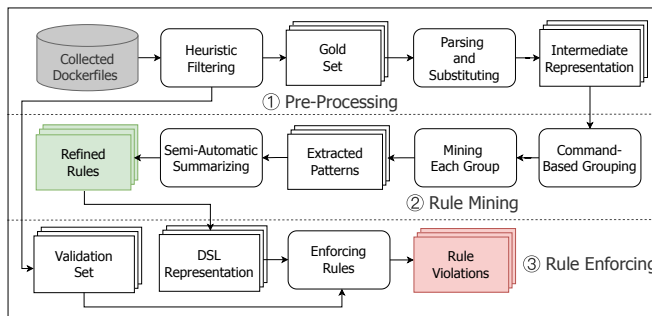 Collected
Dockerfiles
Heuristic
Filtering
Gold
Set
Parsing and
Substituting
Intermediate
Representation
① Pre-Processing
Refined
Rules
Semi-Automatic
Summarizing
Extracted
Patterns
Mining
Each Group
Command-
Based Grouping
② Rule Mining
Validation
Set
DSL
Representation
Enforcing
Rules
Rule
Violations
③ Rule Enforcing